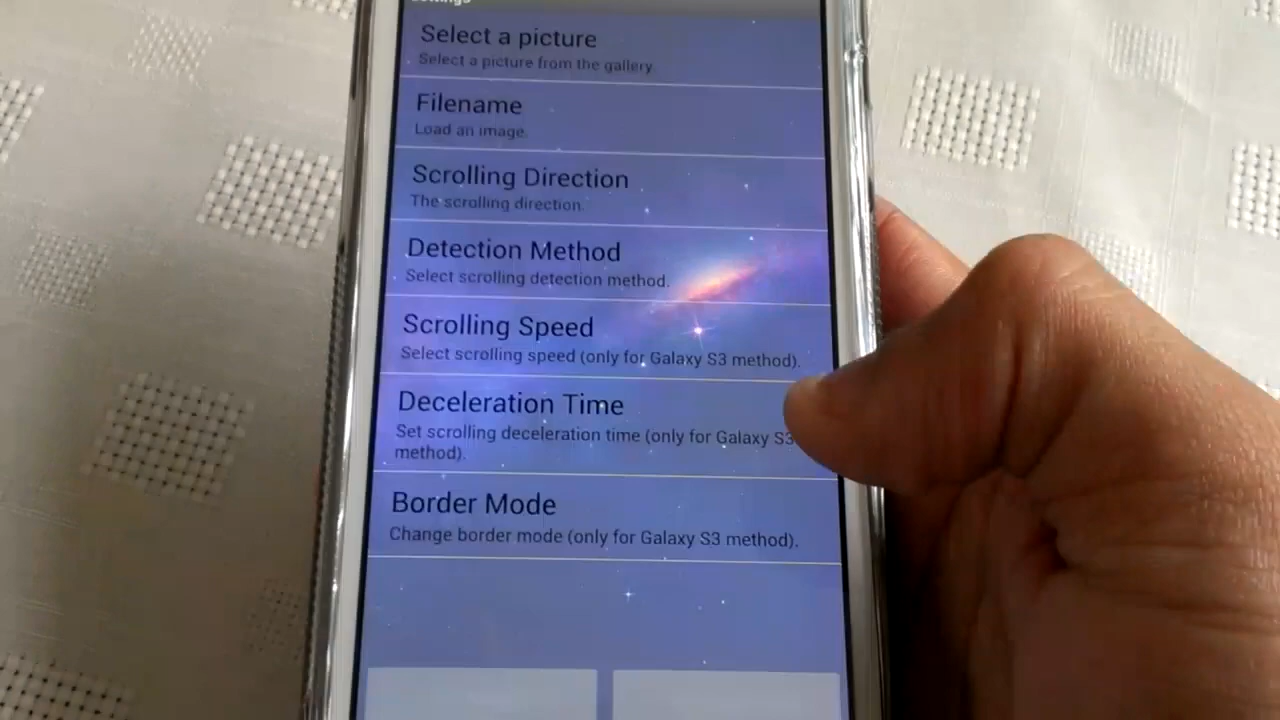 Settings
Select a picture
Select a picture from the gallery.
Filename
Load an image.
Scrolling Direction
The scrolling direction.
Detection Method
Select scrolling detection method.
Scrolling Speed
Select scrolling speed (only for Galaxy S3 method).
Deceleration Time
Set scrolling deceleration time (only for Galaxy S3
method).
Border Mode
Change border mode (only for Galaxy S3 method).